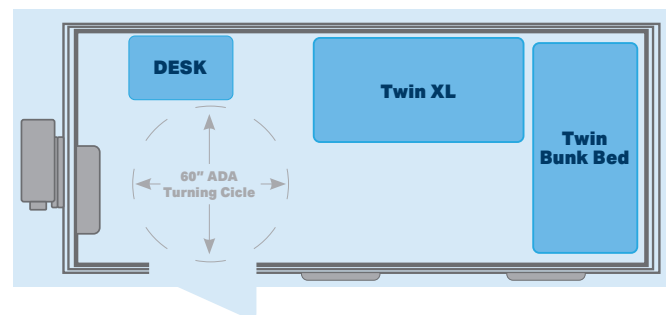 DESK
Twin XL
Twin
Bunk Bed
60" ADA
Turning Cicle